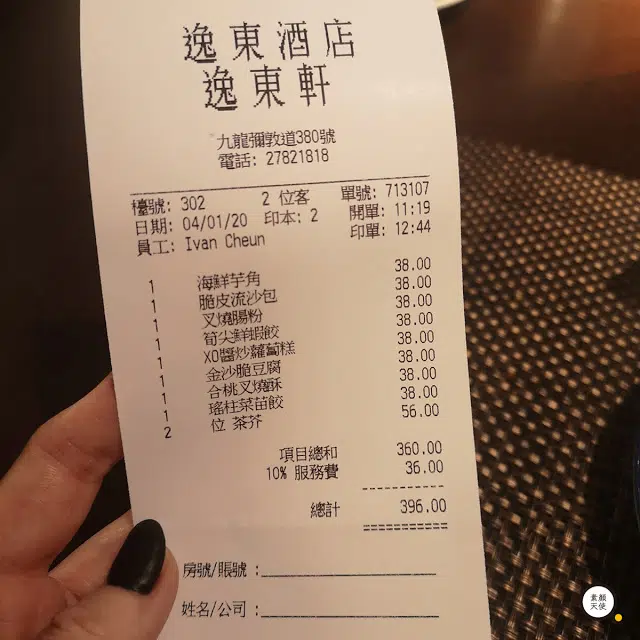 逸東酒店
逸東軒
九龍彌敦道380號
電話: 27821818
檯號: 302 2 位客 單號: 713107
日期: 04/01/20 印本: 2 開單: 11:19
員工: Ivan Cheun 印單: 12:44
1 海鮮芋角 38.00
1 脆皮流沙包 38.00
1 叉燒腸粉 38.00
1 荀尖鮮蝦餃 38.00
1 XO醬炒蘿蔔糕 38.00
1 金沙脆豆腐 38.00
1 合桃叉燒酥 38.00
1 瑤柱菜苗餃 38.00
2 位 茶芥 56.00
項目總和 360.00
10% 服務費 36.00
總計 396.00
房號/賬號 :
姓名/公司 :
素顏
天使